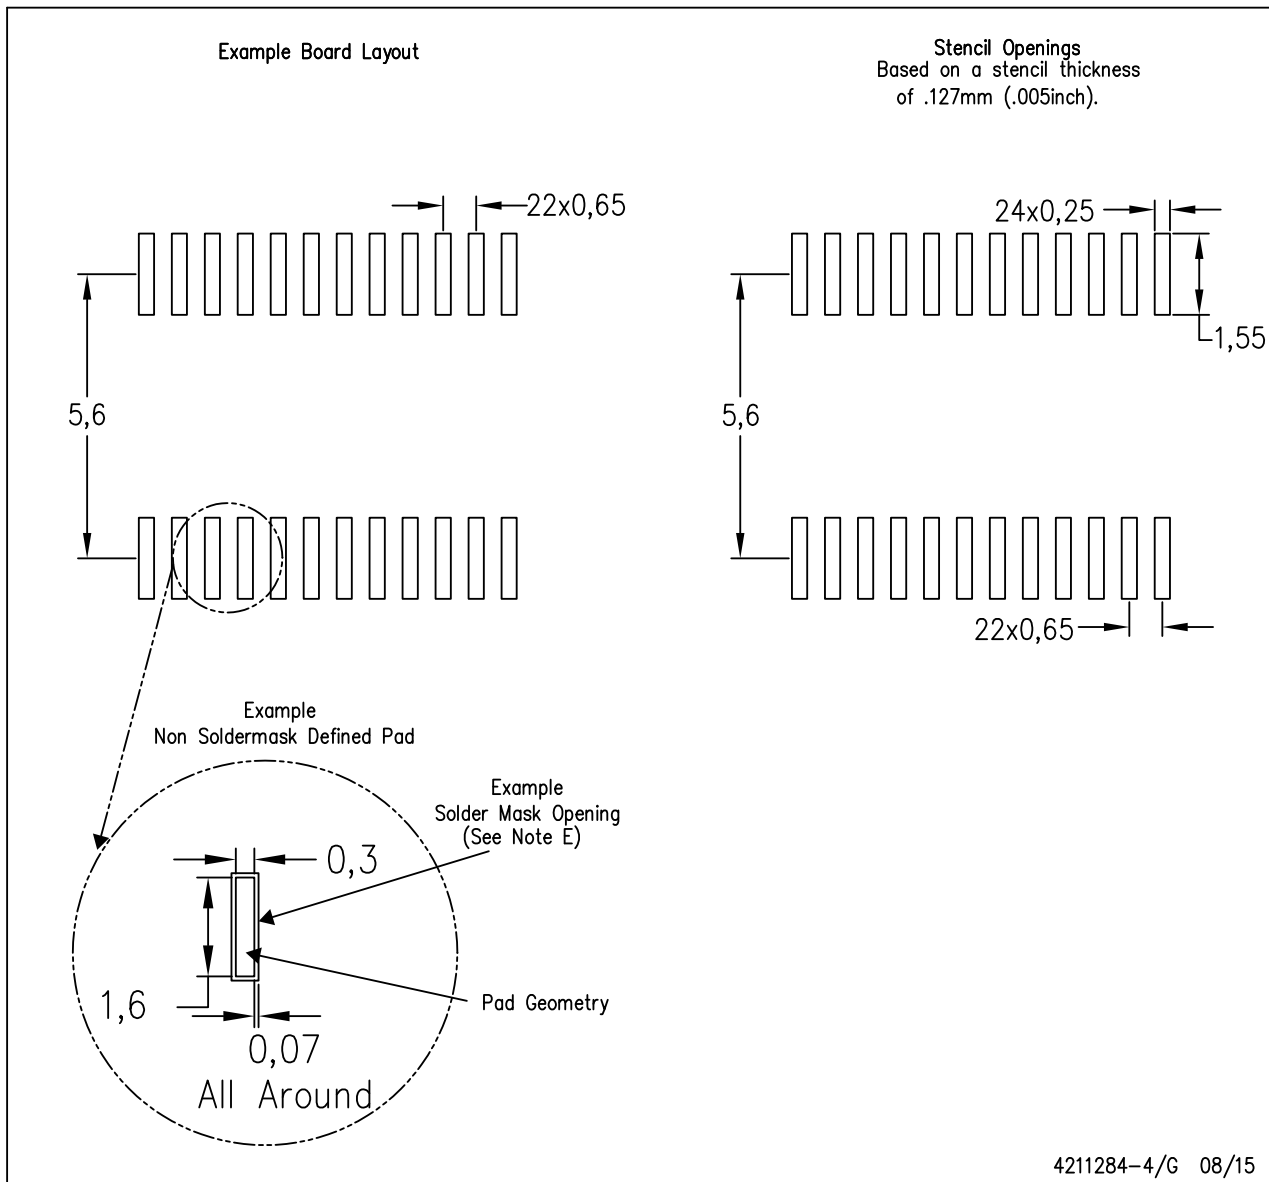 Example Board Layout
Stencil Openings
Based on a stencil thickness
of .127mm (.005inch).
22x0,65
24x0,25
1,55
5,6
5,6
22x0,65
Example
Non Soldermask Defined Pad
Example
Solder Mask Opening
(See Note E)
0,3
1,6
Pad Geometry
0,07
All Around
4211284-4/G 08/15